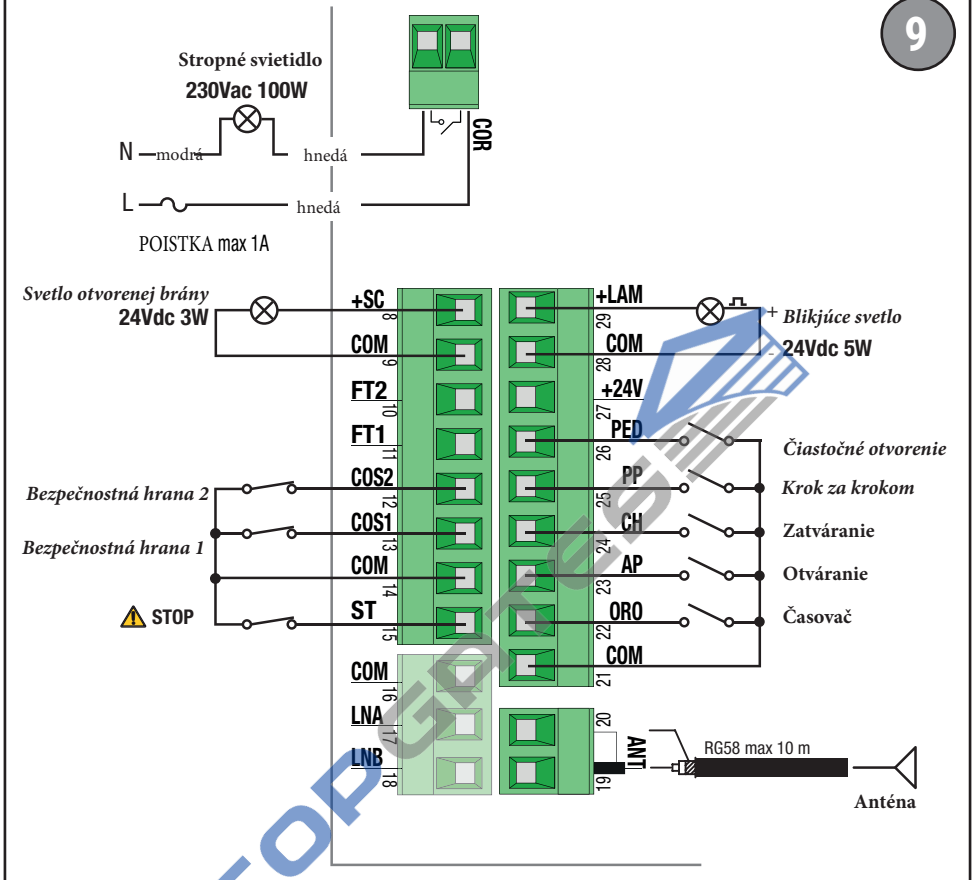 9
Stropné svietidlo
230Vac 100W
COR
N
modrá
hnedá
L
hnedá
POISTKA max 1A
Svetlo otvorenej brány
24Vdc 3W
+SC
8
COM
9
FT2
10
FT1
11
Bezpečnostná hrana 2
COS2
12
Bezpečnostná hrana 1
COS1
13
COM
14
STOP
ST
15
COM
16
LNA
17
LNB
18
+LAM
29
+ Blikjúce svetlo
COM
28
- 24Vdc 5W
+24V
27
PED
26
Čiastočné otvorenie
PP
25
Krok za krokom
CH
24
Zatváranie
AP
23
Otváranie
ORO
22
Časovač
COM
21
20
ANT
19
RG58 max 10 m
Anténa
TOPGATES